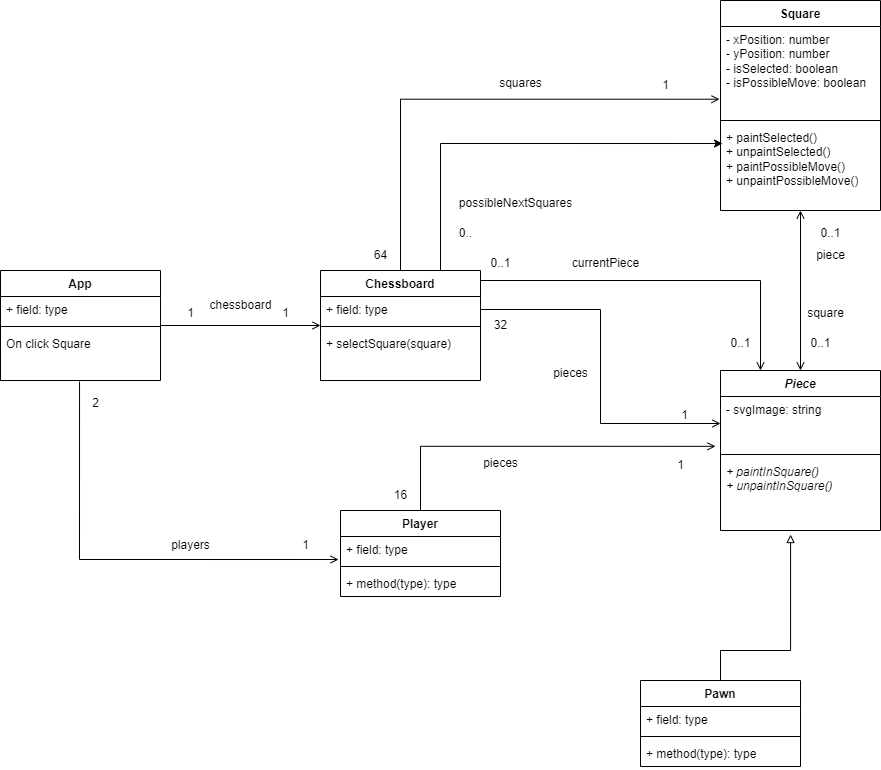 Square
- xPosition: number
- yPosition: number
- isSelected: boolean
- isPossibleMove: boolean
+ paintSelected()
+ unpaintSelected()
+ paintPossibleMove()
+ unpaintPossibleMove()
squares
1
possibleNextSquares
0..
64
0..1
currentPiece
0..1
piece
square
0..1
0..1
App
+ field: type
On click Square
1
chessboard
1
Chessboard
+ field: type
+ selectSquare(square)
32
pieces
1
Piece
- svgImage: string
+ paintInSquare()
+ unpaintInSquare()
2
players
1
16
pieces
1
Player
+ field: type
+ method(type): type
Pawn
+ field: type
+ method(type): type